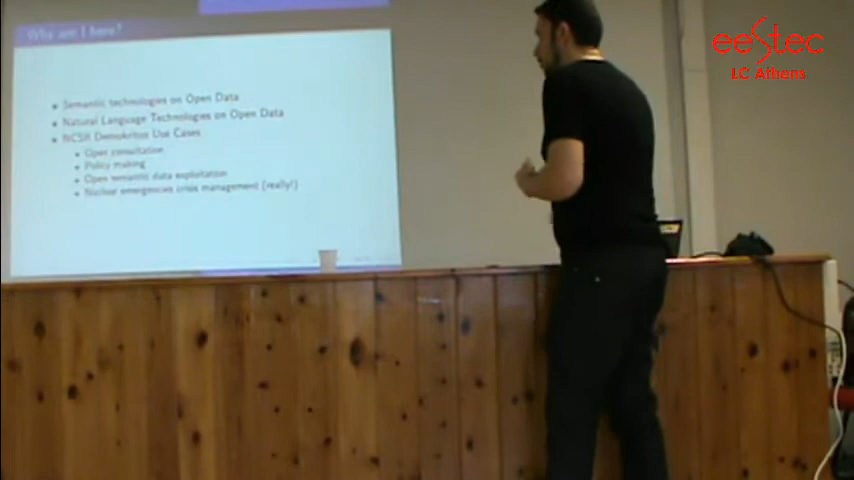 Why am I here?
Semantic technologies on Open Data
Natural Language Technologies on Open Data
NCSR Demokritos Use Cases
Open consultation
Policy making
Open semantic data exploitation
Nuclear emergencies crisis management (really!)
eestec
LC Athens